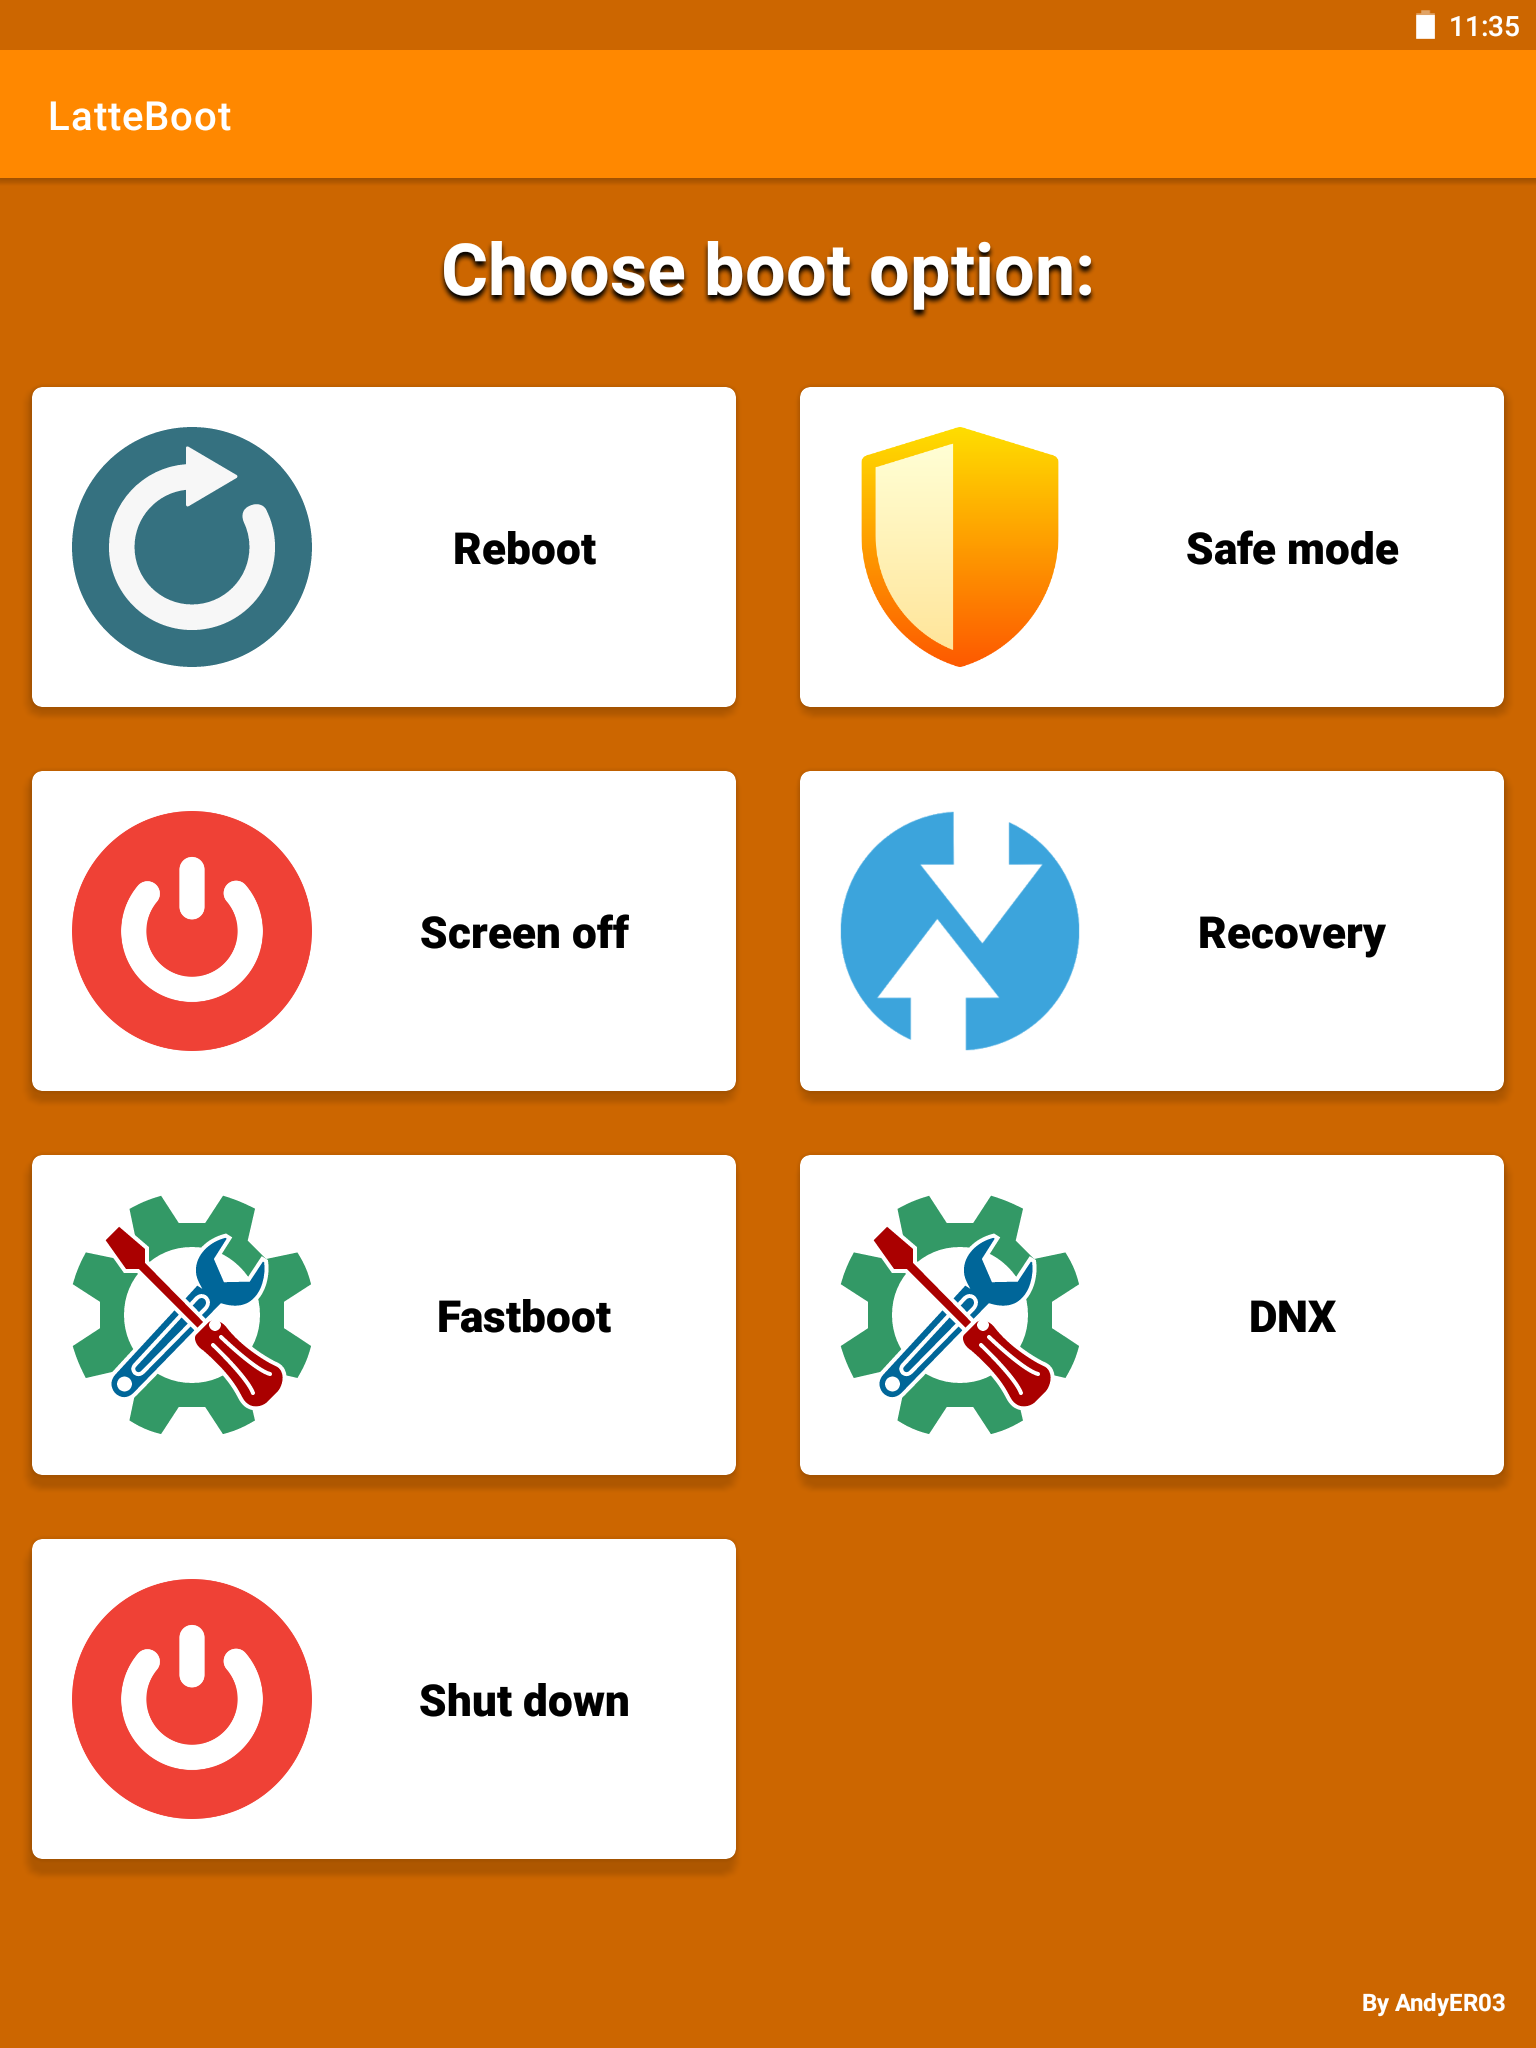 11:35
LatteBoot
Choose boot option:
Reboot
Safe mode
Screen off
Recovery
Fastboot
DNX
Shut down
By AndyER03